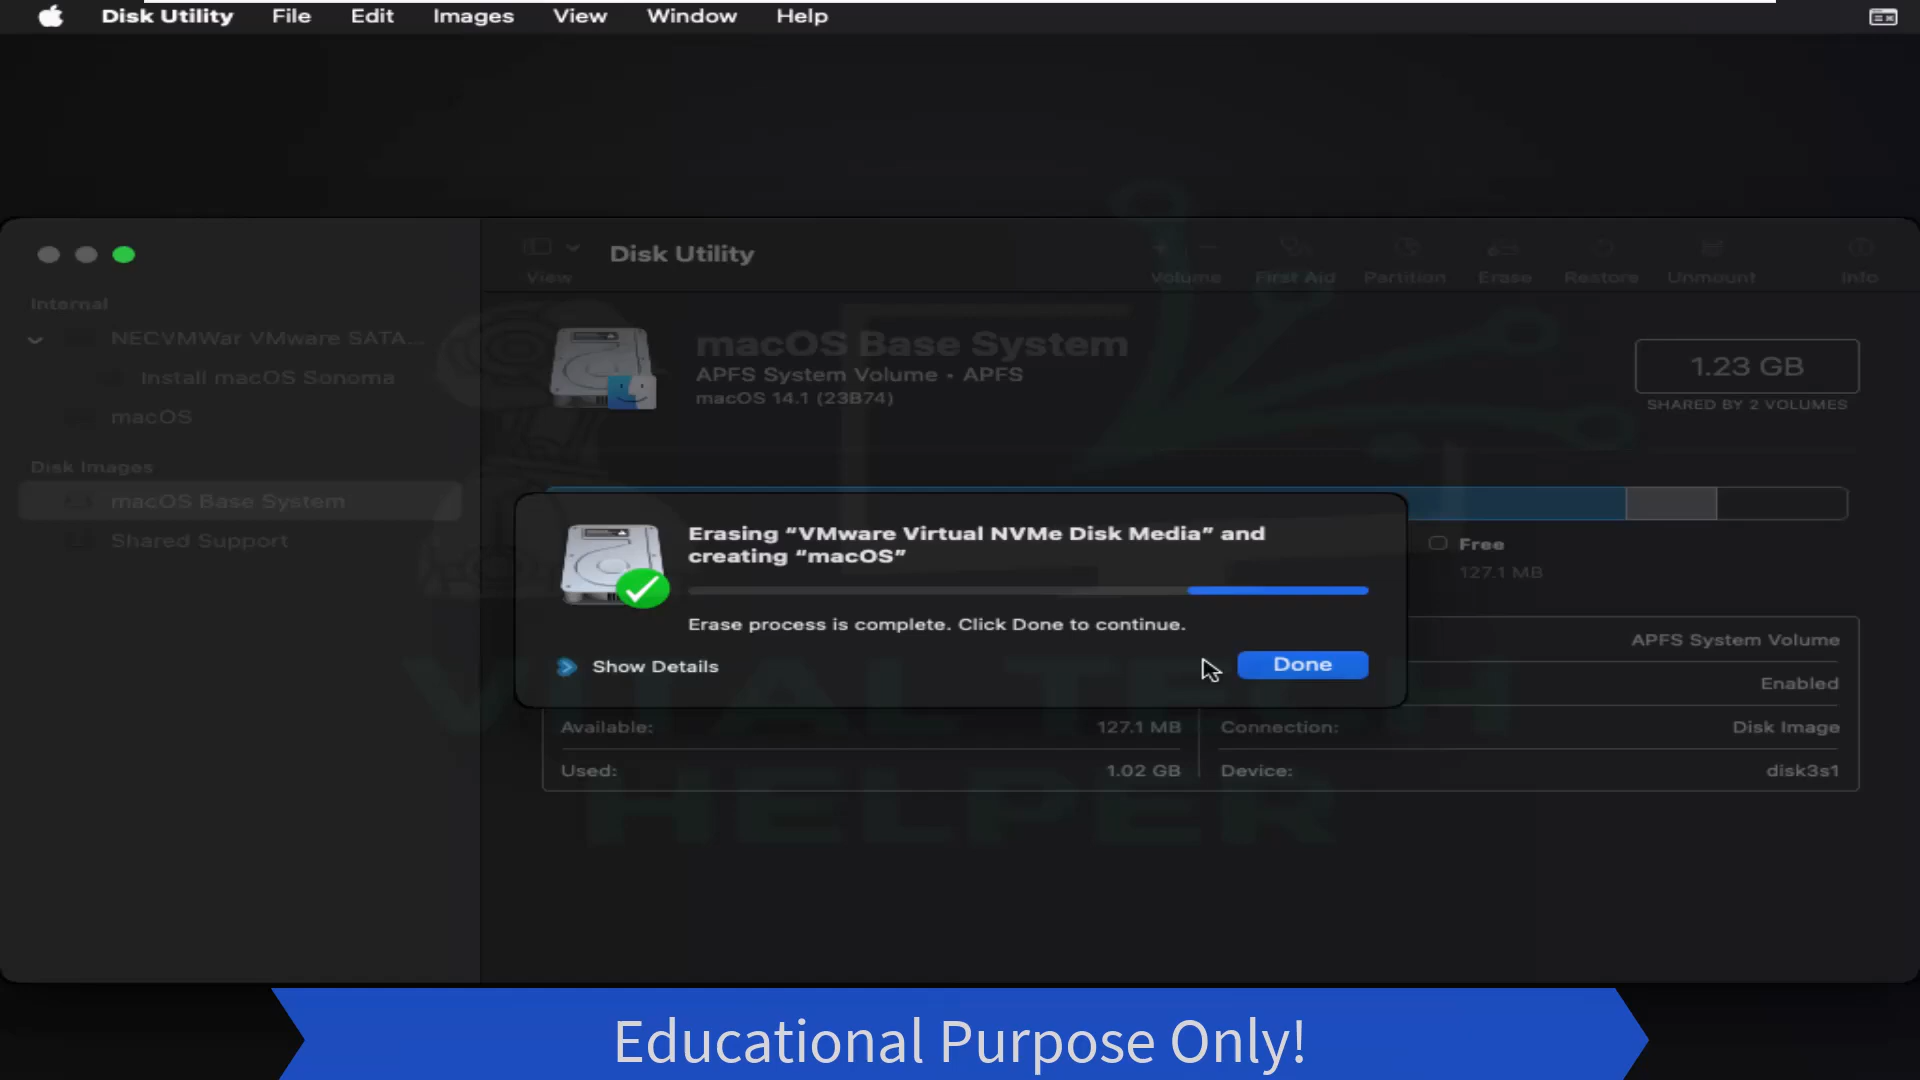 Disk Utility File Edit Images View Window Help
Disk Utility
View
Volume First Aid Partition Erase Restore Unmount Info
Internal
NECVMWar VMware SATA...
Install macOS Sonoma
macOS
Disk Images
macOS Base System
Shared Support
macOS Base System
APFS System Volume • APFS
macOS 14.1 (23B74)
1.23 GB
SHARED BY 2 VOLUMES
Free
127.1 MB
Erasing “VMware Virtual NVMe Disk Media” and
creating “macOS”
Erase process is complete. Click Done to continue.
Show Details
Done
APFS System Volume
Enabled
Available: 127.1 MB
Connection: Disk Image
Used: 1.02 GB
Device: disk3s1
VITAL TECH
HELPER
Educational Purpose Only!